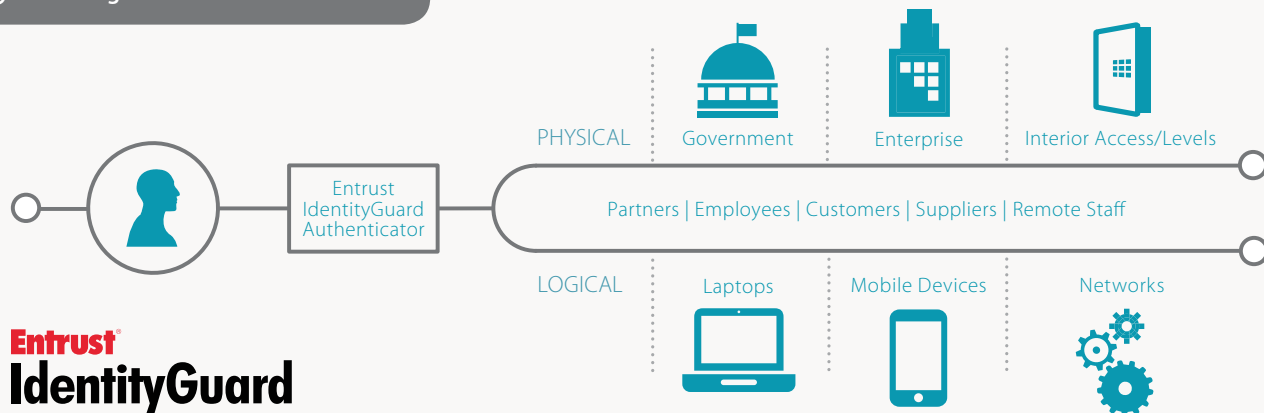 PHYSICAL
Government
Enterprise
Interior Access/Levels
Entrust
IdentityGuard
Authenticator
Partners | Employees | Customers | Suppliers | Remote Staff
LOGICAL
Laptops
Mobile Devices
Networks
Entrust®
IdentityGuard